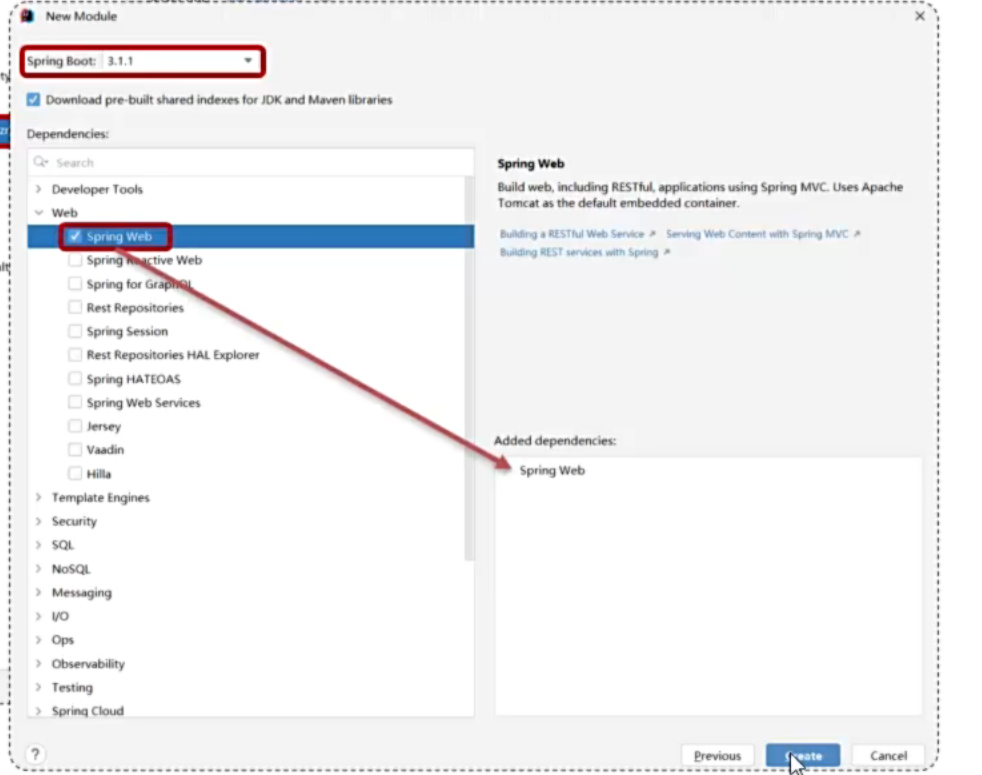 New Module
Spring Boot: 3.1.1
Download pre-built shared indexes for JDK and Maven libraries
Dependencies:
Search
Developer Tools
Web
Spring Web
Spring Reactive Web
Spring for GraphQL
Rest Repositories
Spring Session
Rest Repositories HAL Explorer
Spring HATEOAS
Spring Web Services
Jersey
Vaadin
Hilla
Template Engines
Security
SQL
NoSQL
Messaging
I/O
Ops
Observability
Testing
Spring Cloud
Spring Web
Build web, including RESTful, applications using Spring MVC. Uses Apache
Tomcat as the default embedded container.
Building a RESTful Web Service ↗ Serving Web Content with Spring MVC ↗
Building REST services with Spring ↗
Added dependencies:
Spring Web
?
Previous
Create
Cancel